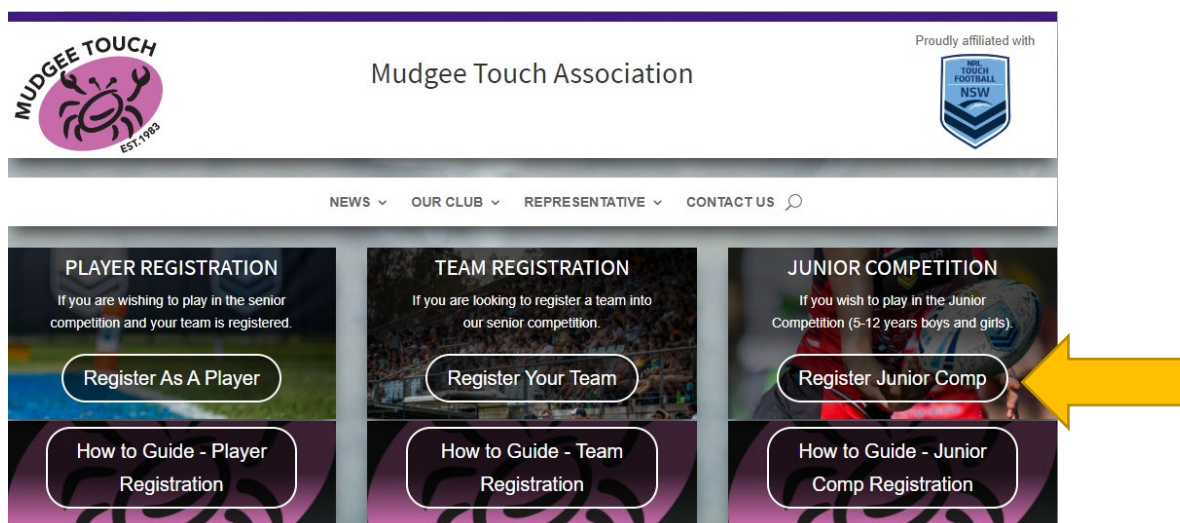 MUDGEE TOUCH
EST.1983
Mudgee Touch Association
Proudly affiliated with
NRL
TOUCH
FOOTBALL
NSW
NEWS
OUR CLUB
REPRESENTATIVE
CONTACT US
PLAYER REGISTRATION
If you are wishing to play in the senior
competition and your team is registered.
Register As A Player
How to Guide - Player
Registration
TEAM REGISTRATION
If you are looking to register a team into
our senior competition.
Register Your Team
How to Guide - Team
Registration
JUNIOR COMPETITION
If you wish to play in the Junior
Competition (5-12 years boys and girls).
Register Junior Comp
How to Guide - Junior
Comp Registration